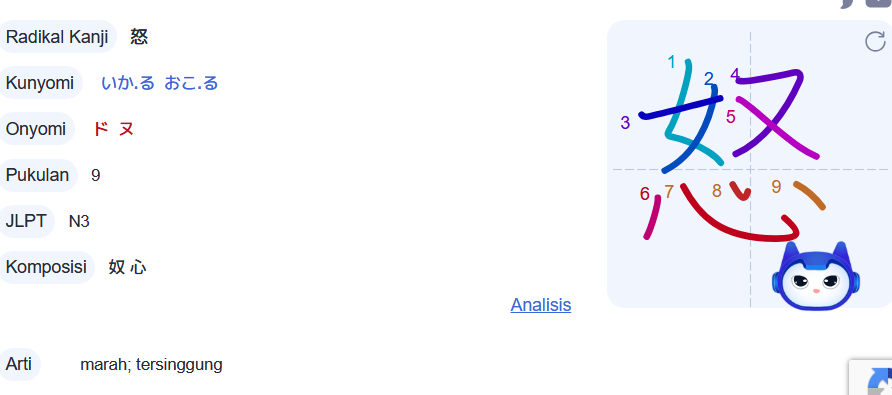 Radikal Kanji 怒
Kunyomi いか.る おこ.る
Onyomi ド ヌ
Pukulan 9
JLPT N3
Komposisi 奴 心
Analisis
Arti marah; tersinggung
1
2
4
3
5
6 7 8 9